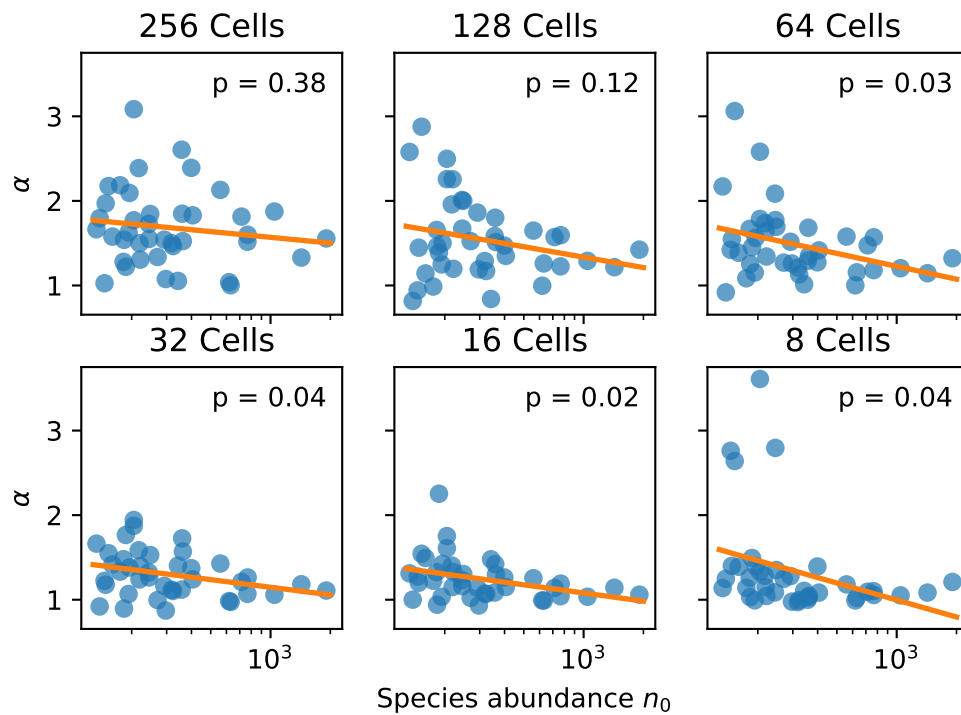 256 Cells
128 Cells
64 Cells
p = 0.38
p = 0.12
p = 0.03
3
2
1
α
32 Cells
16 Cells
8 Cells
p = 0.04
p = 0.02
p = 0.04
3
2
1
α
10³
10³
10³
Species abundance n₀